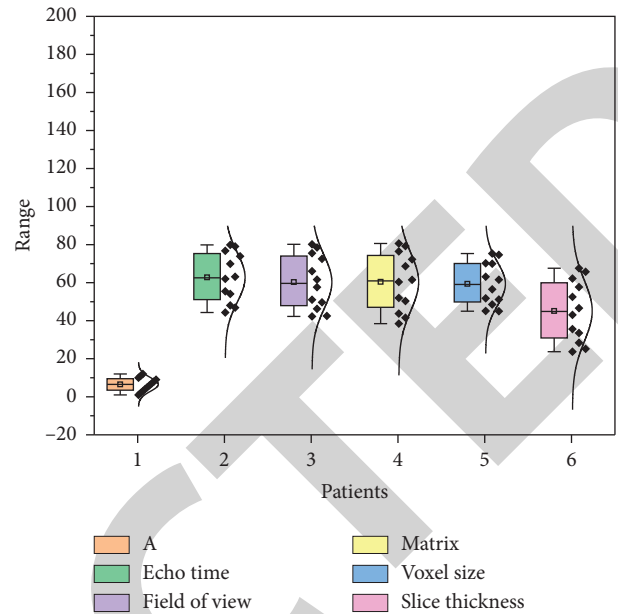 200
180
160
140
120
100
80
60
40
20
0
−20
Range
1 2 3 4 5 6
Patients
A
Echo time
Field of view
Matrix
Voxel size
Slice thickness
CTED